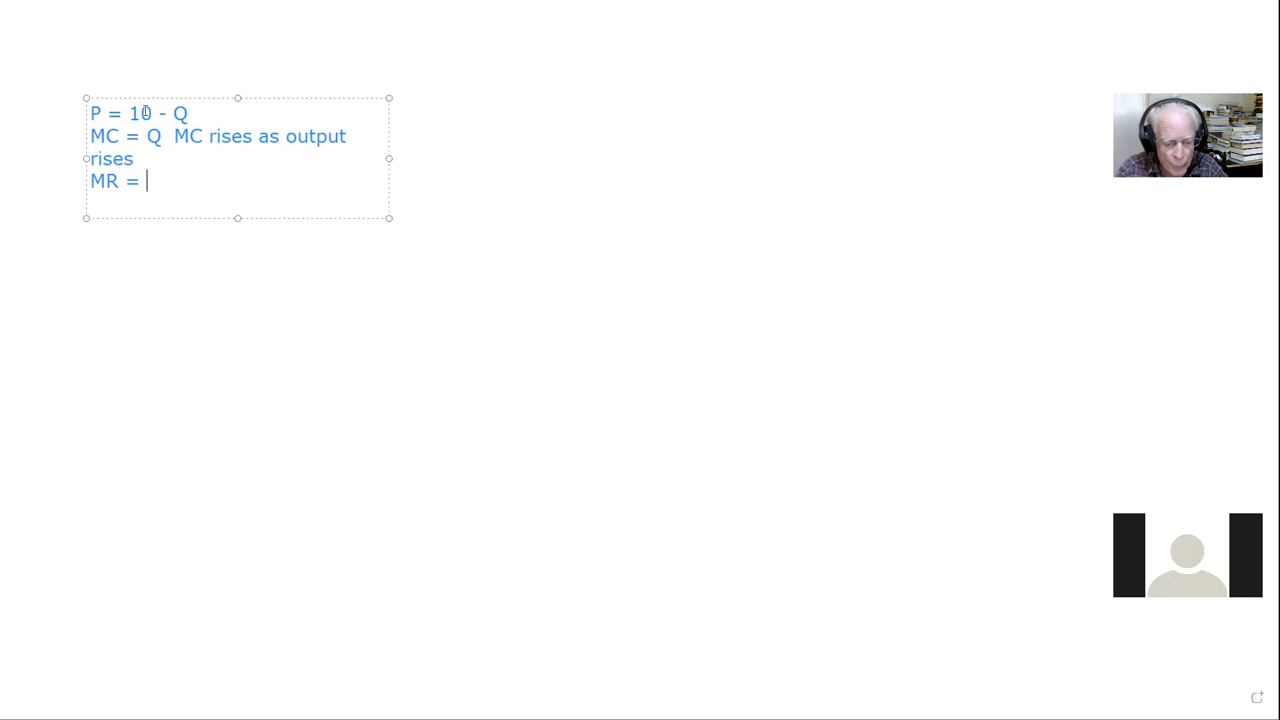 P = 10 - Q
MC = Q  MC rises as output
rises
MR =